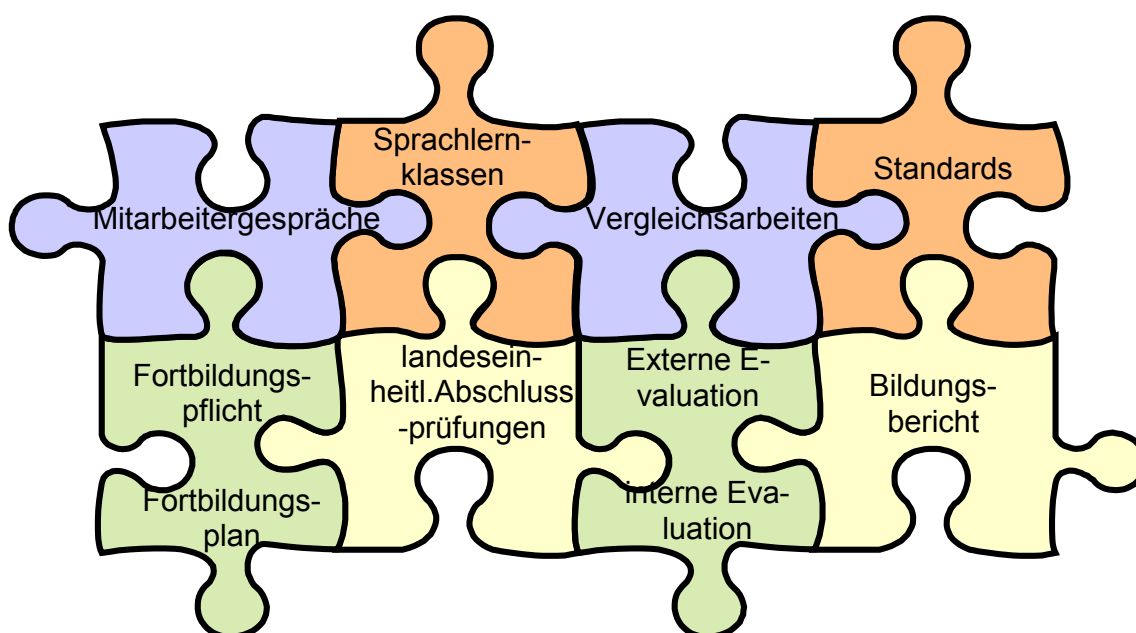 Sprachlern-
klassen
Standards
Mitarbeitergespräche
Vergleichsarbeiten
Fortbildungs-
pflicht
landesein-
heitl.Abschluss
-prüfungen
Externe E-
valuation
Bildungs-
bericht
Fortbildungs-
plan
interne Eva-
luation